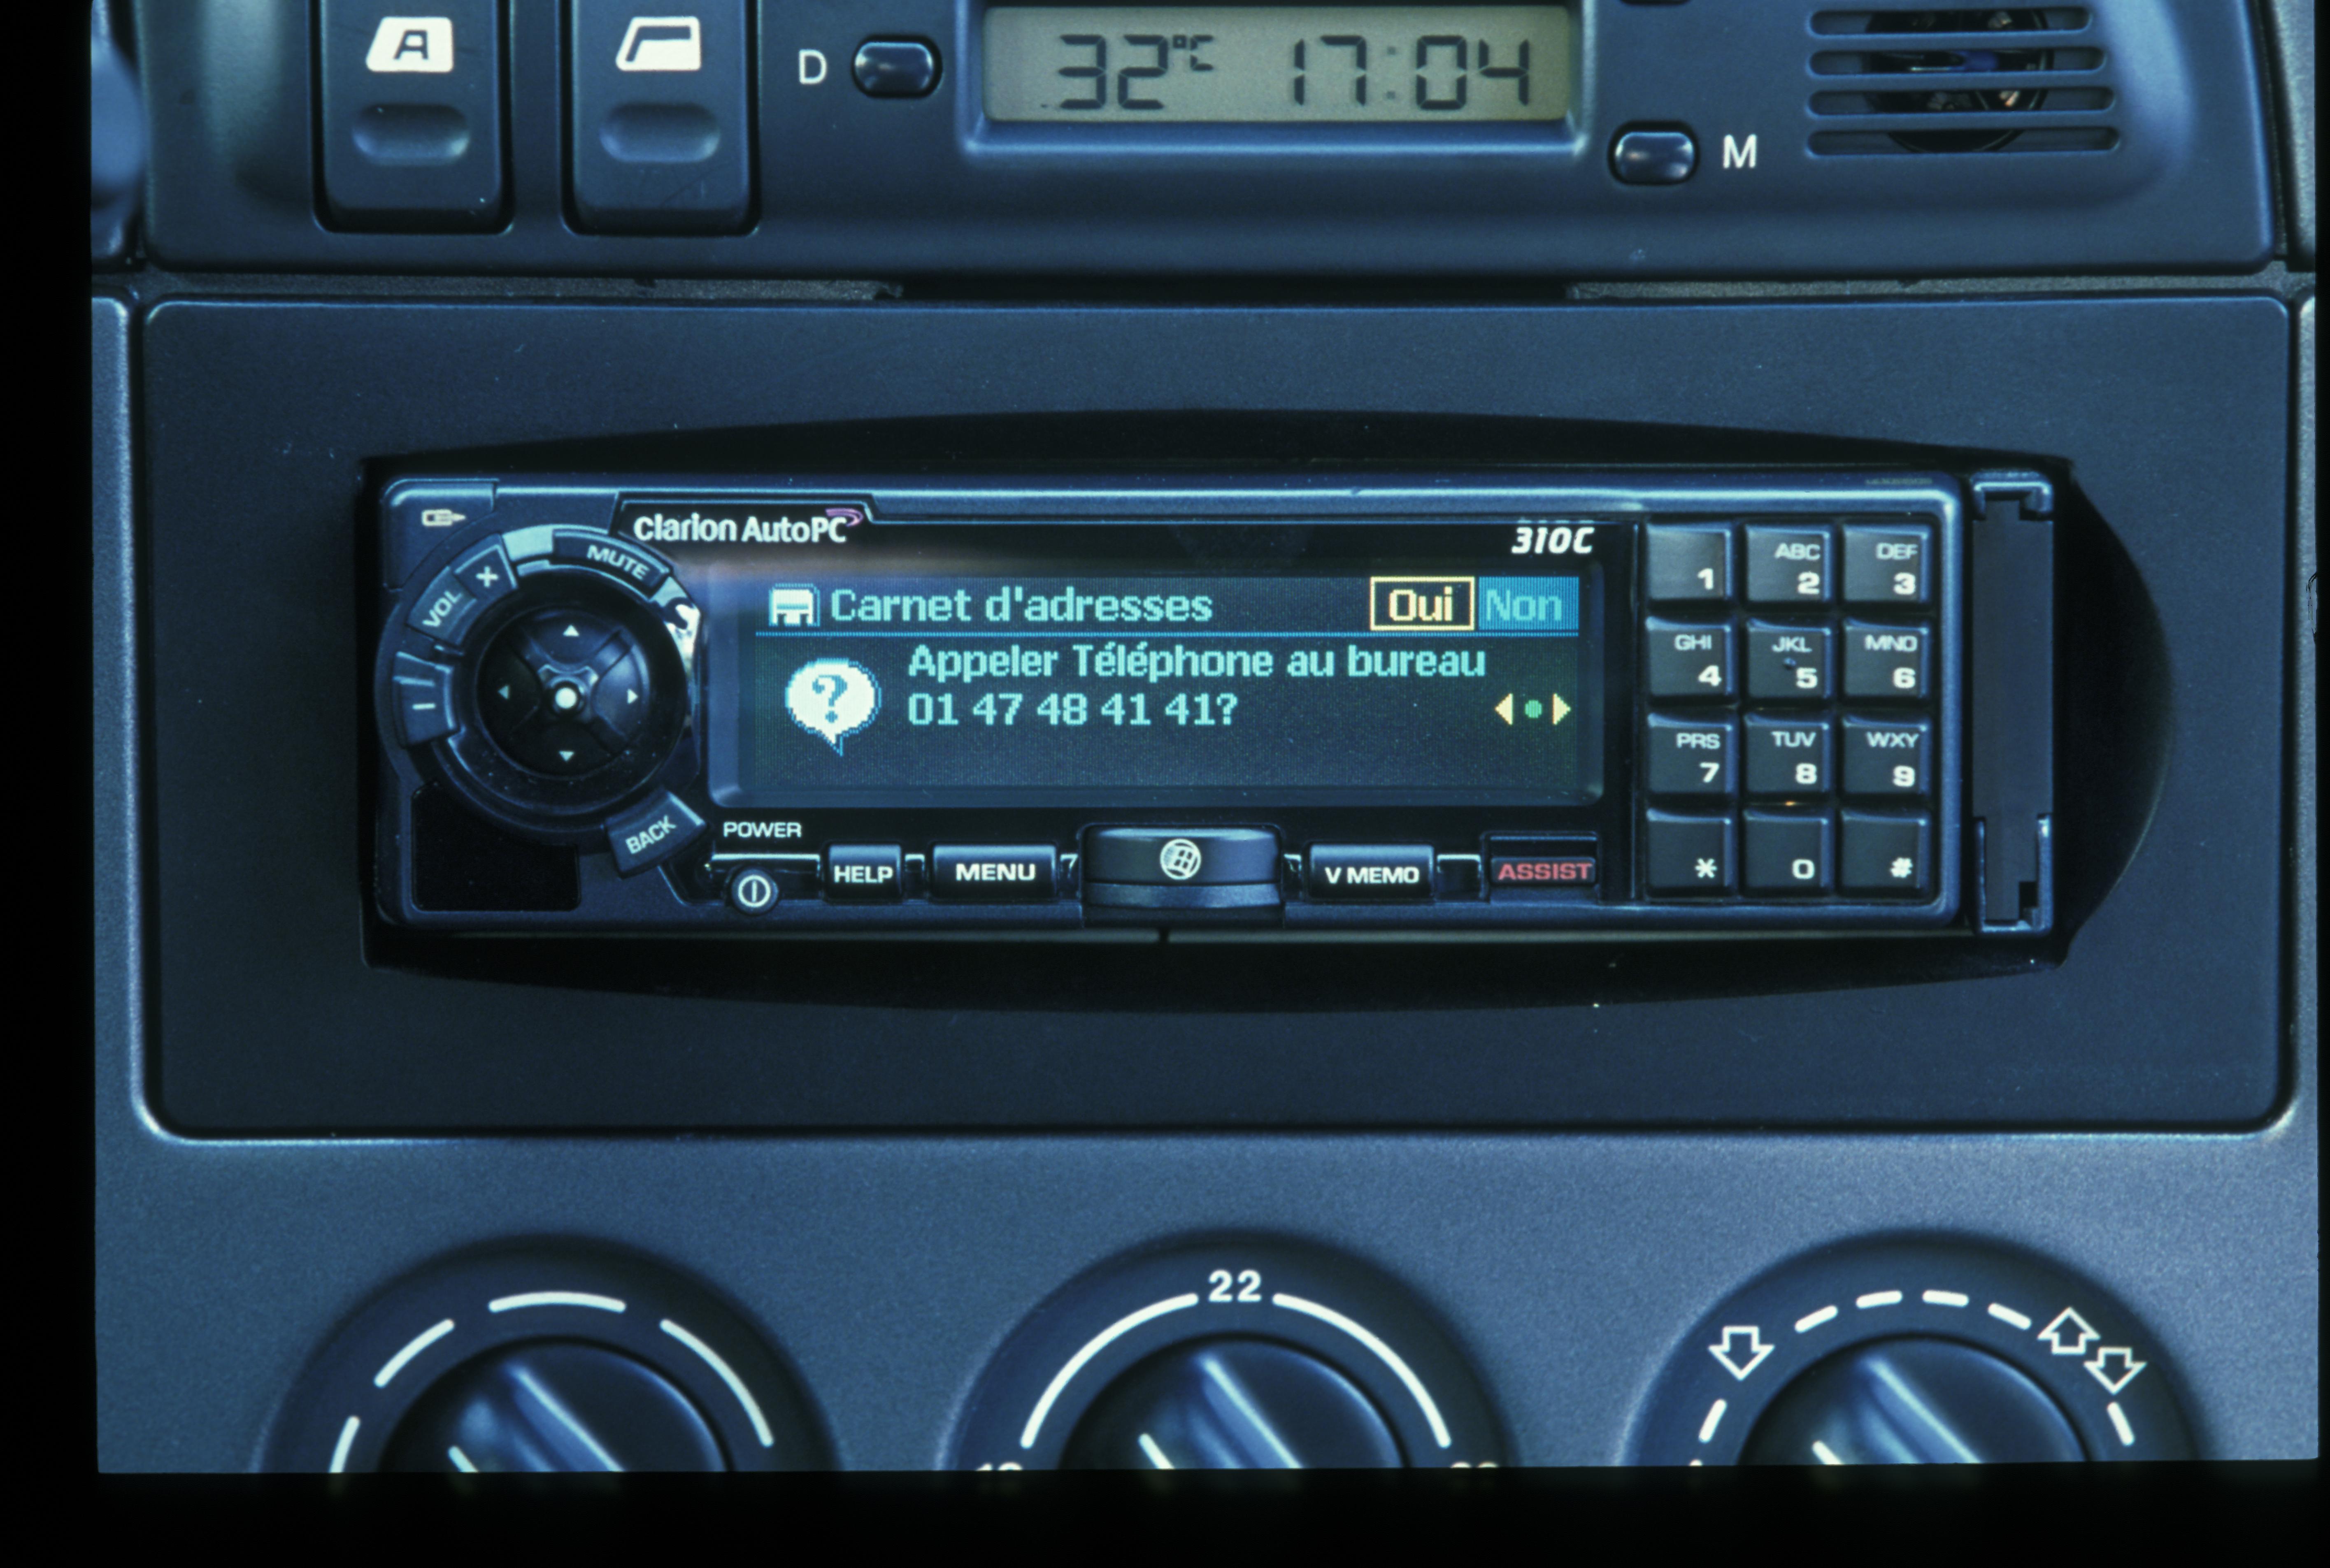 A
D
32°C 17:04
M
clarion AutoPC
310C
MUTE
VOL + −
Carnet d'adresses Oui Non
? Appeler Téléphone au bureau
01 47 48 41 41?
1 ABC 2 DEF 3
GHI 4 JKL 5 MNO 6
PRS 7 TUV 8 WXY 9
* 0 #
BACK
POWER
HELP MENU V MEMO ASSIST
22